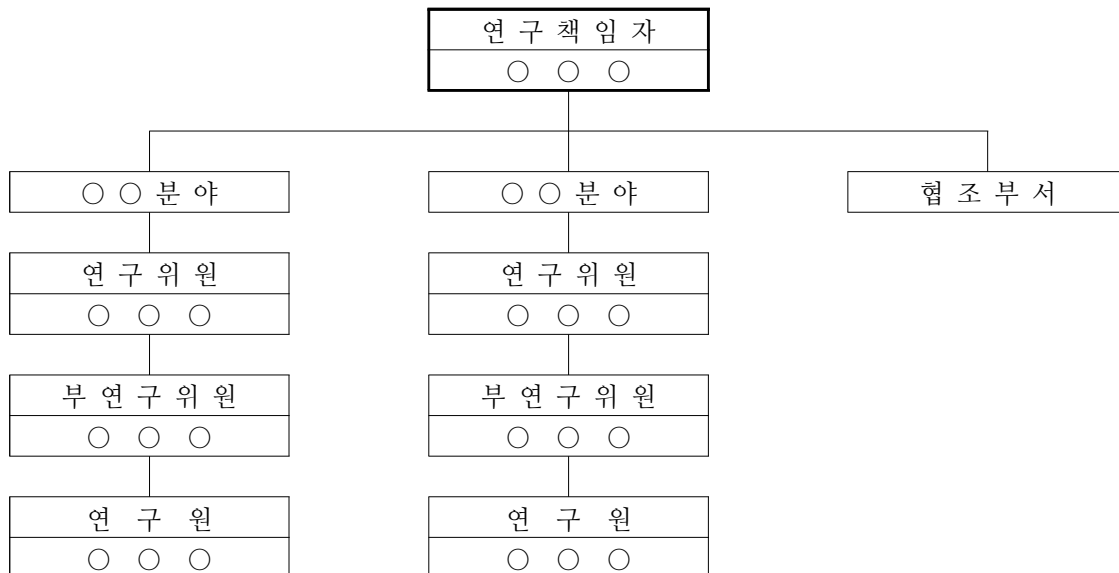 연 구 책 임 자
○ ○ ○
○ ○ 분 야
○ ○ 분 야
협 조 부 서
연 구 위 원
○ ○ ○
연 구 위 원
○ ○ ○
부 연 구 위 원
○ ○ ○
부 연 구 위 원
○ ○ ○
연 구 원
○ ○ ○
연 구 원
○ ○ ○